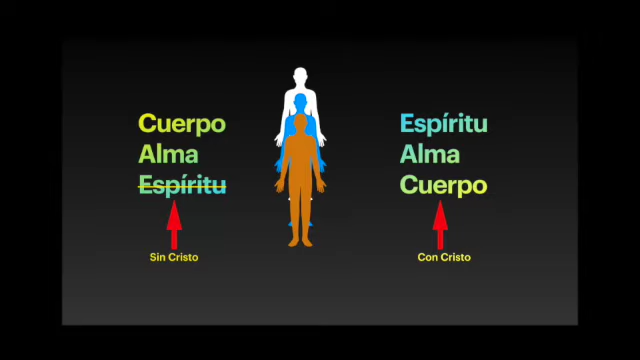 Cuerpo
Alma
Espíritu
Sin Cristo
Espíritu
Alma
Cuerpo
Con Cristo